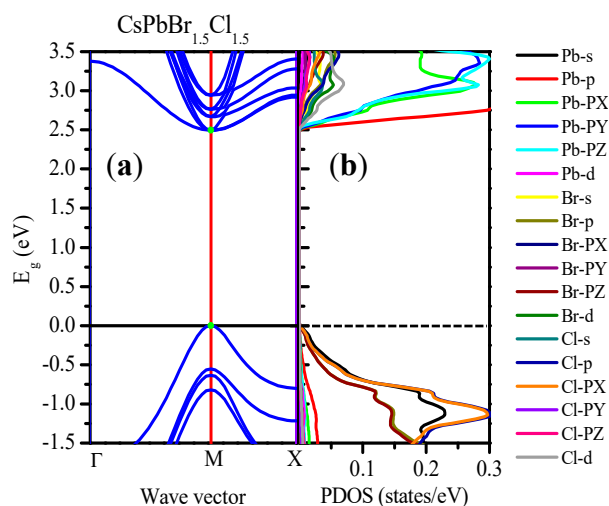 CsPbBr1.5Cl1.5
(a)
(b)
Eg (eV)
3.5
3.0
2.5
2.0
1.5
1.0
0.5
0.0
-0.5
-1.0
-1.5
Γ
M
X
0.1
0.2
0.3
Wave vector
PDOS (states/eV)
Pb-s
Pb-p
Pb-PX
Pb-PY
Pb-PZ
Pb-d
Br-s
Br-p
Br-PX
Br-PY
Br-PZ
Br-d
Cl-s
Cl-p
Cl-PX
Cl-PY
Cl-PZ
Cl-d